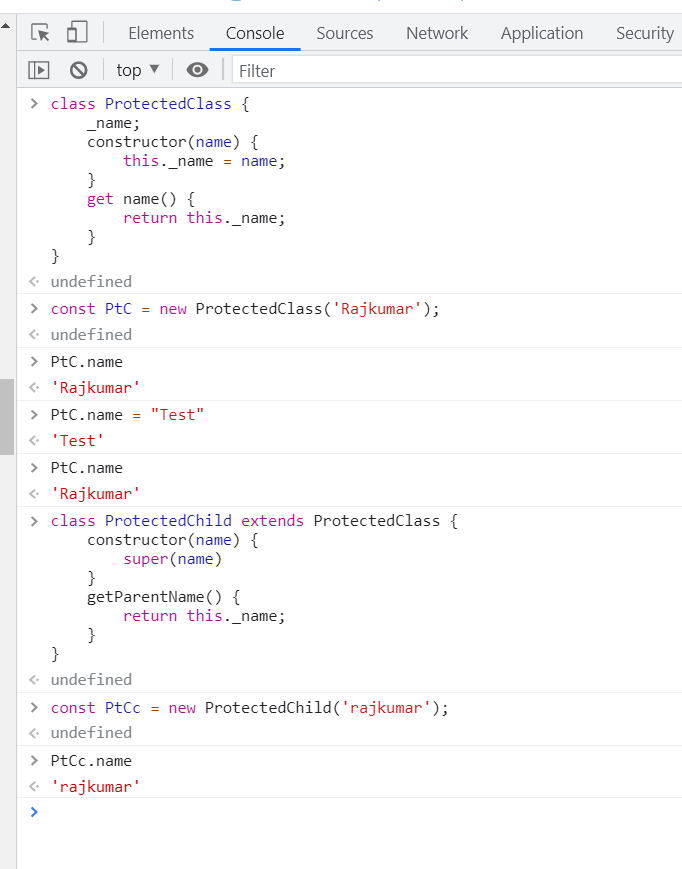 Elements Console Sources Network Application Security
top ▼ Filter
> class ProtectedClass {
    _name;
    constructor(name) {
        this._name = name;
    }
    get name() {
        return this._name;
    }
}
<· undefined
> const PtC = new ProtectedClass('Rajkumar');
<· undefined
> PtC.name
<· 'Rajkumar'
> PtC.name = "Test"
<· 'Test'
> PtC.name
<· 'Rajkumar'
> class ProtectedChild extends ProtectedClass {
    constructor(name) {
        super(name)
    }
    getParentName() {
        return this._name;
    }
}
<· undefined
> const PtCc = new ProtectedChild('rajkumar');
<· undefined
> PtCc.name
<· 'rajkumar'
>